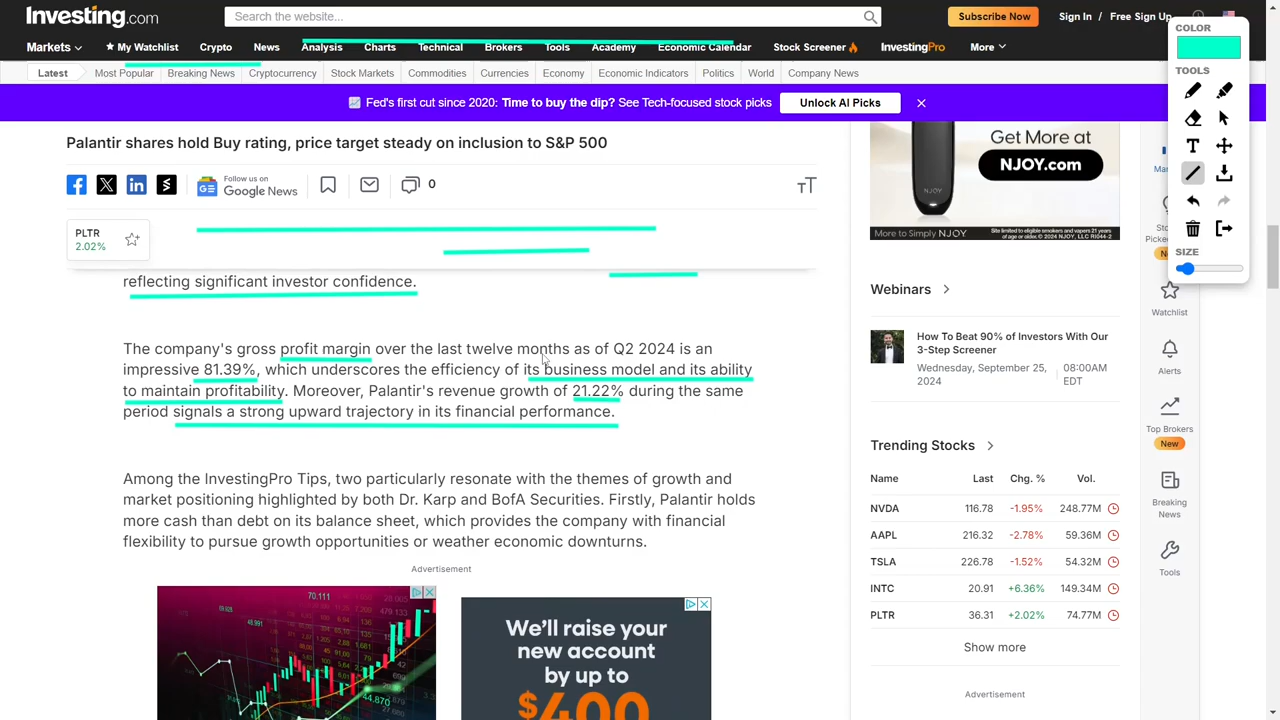 Investing.com
Search the website...
Subscribe Now
Sign In / Free Sign Up
Markets
My Watchlist
Crypto
News
Analysis
Charts
Technical
Brokers
Tools
Academy
Economic Calendar
Stock Screener
InvestingPro
More
Latest
Most Popular
Breaking News
Cryptocurrency
Stock Markets
Commodities
Currencies
Economy
Economic Indicators
Politics
World
Company News
Fed's first cut since 2020: Time to buy the dip? See Tech-focused stock picks
Unlock AI Picks
Palantir shares hold Buy rating, price target steady on inclusion to S&P 500
Follow us on
Google News
0
PLTR
2.02%
reflecting significant investor confidence.
The company's gross profit margin over the last twelve months as of Q2 2024 is an
impressive 81.39%, which underscores the efficiency of its business model and its ability
to maintain profitability. Moreover, Palantir's revenue growth of 21.22% during the same
period signals a strong upward trajectory in its financial performance.
Among the InvestingPro Tips, two particularly resonate with the themes of growth and
market positioning highlighted by both Dr. Karp and BofA Securities. Firstly, Palantir holds
more cash than debt on its balance sheet, which provides the company with financial
flexibility to pursue growth opportunities or weather economic downturns.
Advertisement
70.111
44.870
48.991
We'll raise your
new account
by up to
$400
Get More at
NJOY.com
NJOY
More to Simply NJOY
Webinars
How To Beat 90% of Investors With Our
3-Step Screener
Wednesday, September 25,
2024
08:00AM
EDT
Trending Stocks
Name Last Chg. % Vol.
NVDA 116.78 -1.95% 248.77M
AAPL 216.32 -2.78% 59.36M
TSLA 226.78 -1.52% 54.32M
INTC 20.91 +6.36% 149.34M
PLTR 36.31 +2.02% 74.77M
Show more
Advertisement
COLOR
TOOLS
T
SIZE
Watchlist
Alerts
Top Brokers
New
Breaking
News
Tools